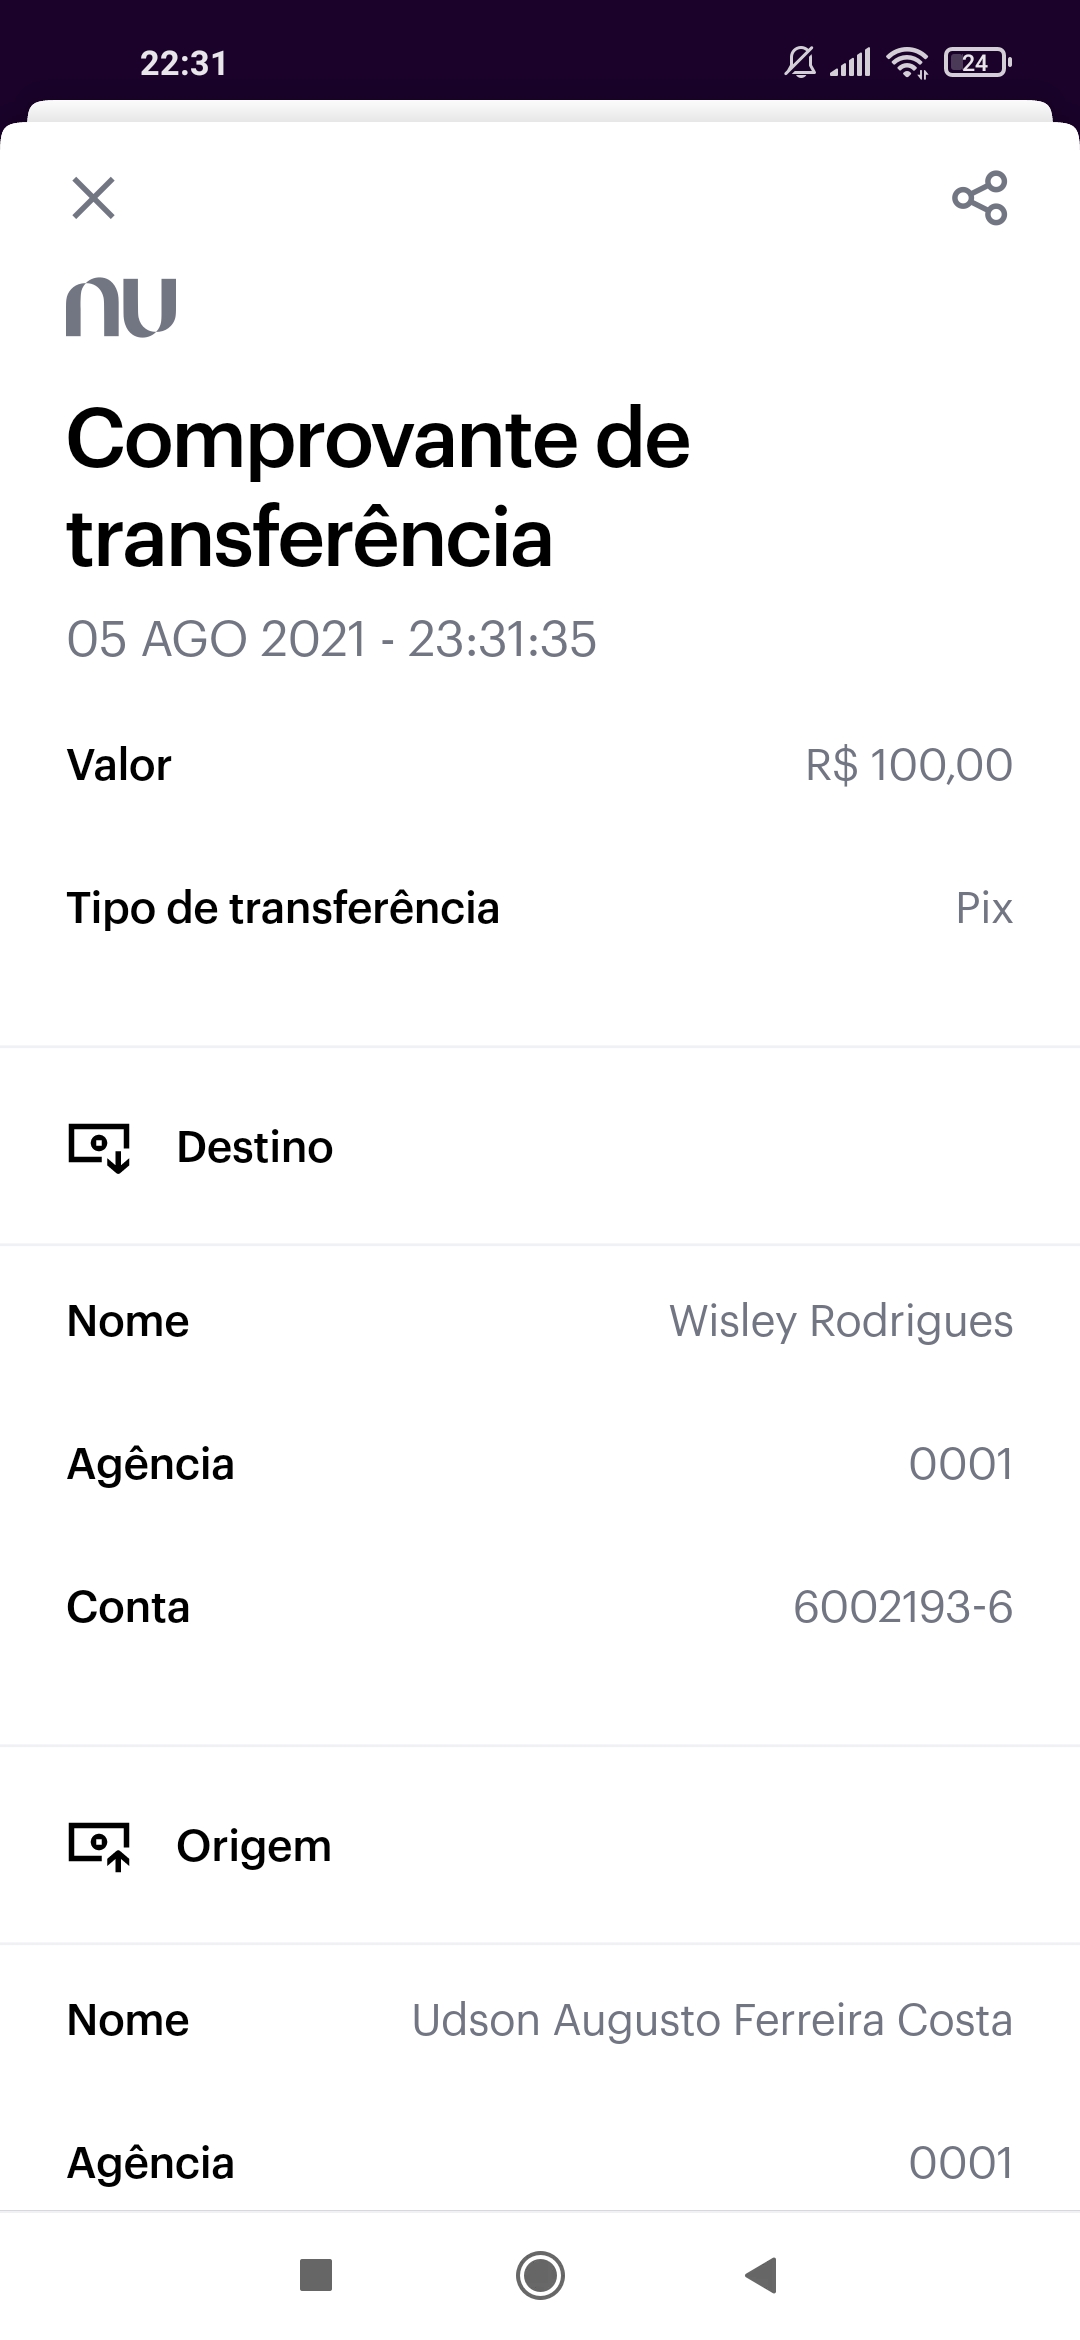 22:31
24
nu
Comprovante de
transferência
05 AGO 2021 - 23:31:35
Valor R$ 100,00
Tipo de transferência Pix
Destino
Nome Wisley Rodrigues
Agência 0001
Conta 6002193-6
Origem
Nome Udson Augusto Ferreira Costa
Agência 0001